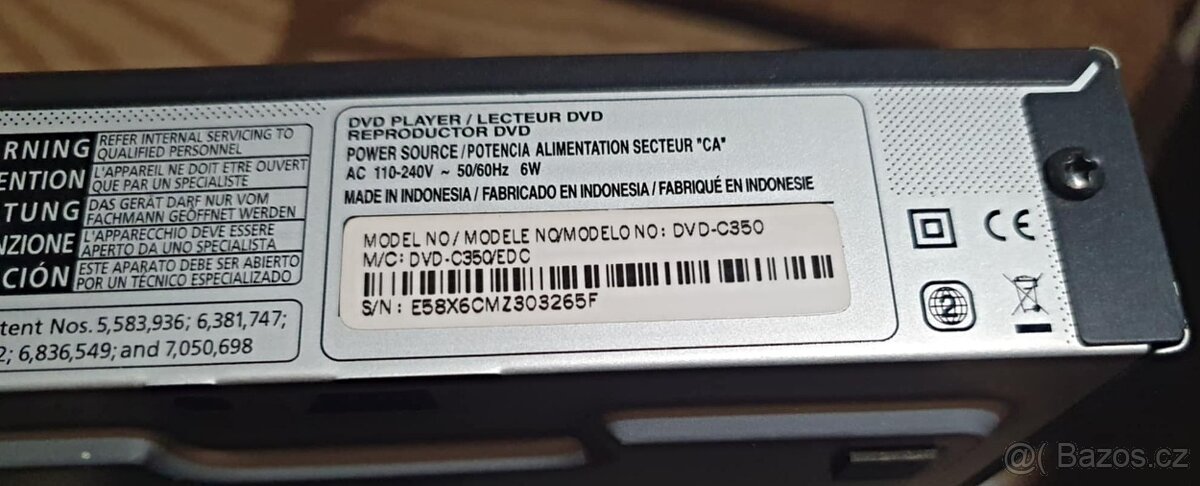 RNING REFER INTERNAL SERVICING TO
QUALIFIED PERSONNEL
ENTION L'APPAREIL NE DOIT ETRE OUVERT
QUE PAR UN SPECIALISTE
TUNG DAS GERÄT DARF NUR VOM
FACHMANN GEÖFFNET WERDEN
NZIONE L'APPARECCHIO DEVE ESSERE
APERTO DA UNO SPECIALISTA
CIÓN ESTE APARATO DEBE SER ABIERTO
POR UN TÉCNICO ESPECIALIZADO
tent Nos. 5,583,936; 6,381,747;
2; 6,836,549; and 7,050,698
DVD PLAYER / LECTEUR DVD
REPRODUCTOR DVD
POWER SOURCE / POTENCIA ALIMENTATION SECTEUR "CA"
AC 110-240V ~ 50/60Hz 6W
MADE IN INDONESIA / FABRICADO EN INDONESIA / FABRIQUÉ EN INDONESIE
MODEL NO/ MODELE NO/MODELO NO: DVD-C350
M/C: DVD-C350/EDC
S/N: E58X6CMZ303265F
CE
2
@( Bazos.cz